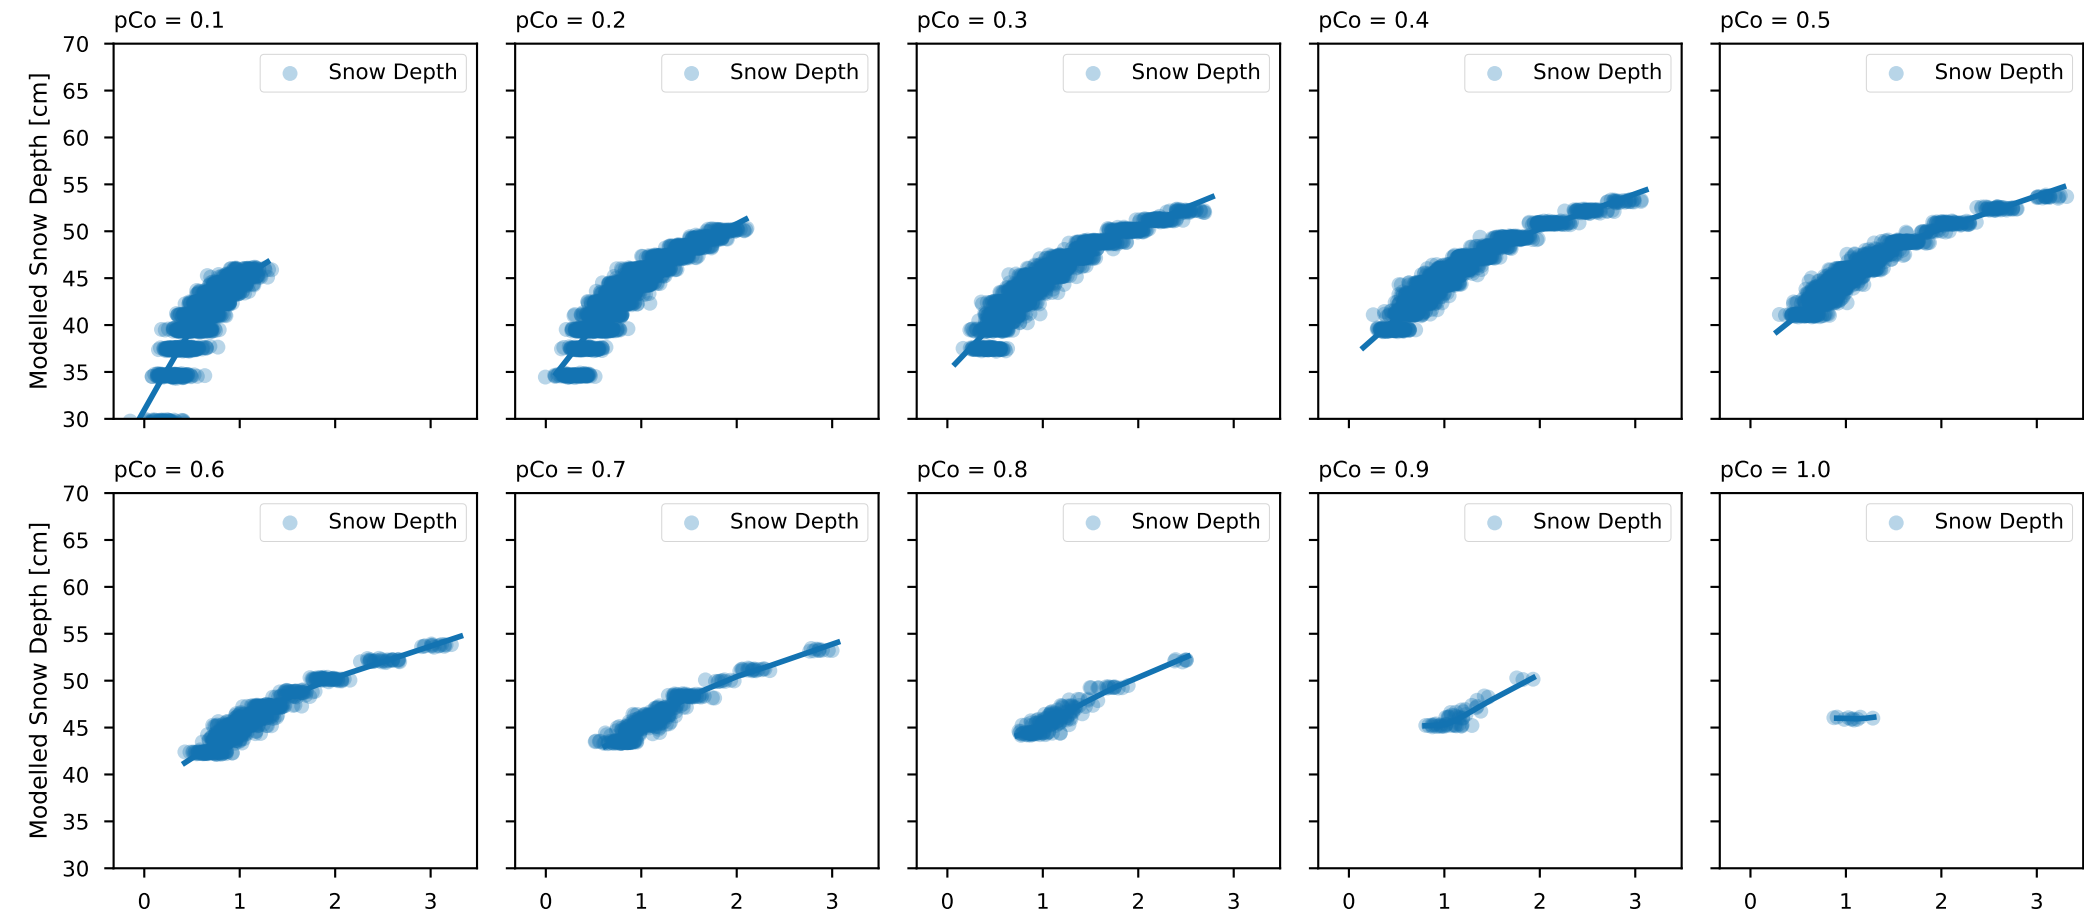 pCo = 0.1 pCo = 0.2 pCo = 0.3 pCo = 0.4 pCo = 0.5
70
Snow Depth Snow Depth Snow Depth Snow Depth Snow Depth
65
60
55
50
45
40
35
30
Modelled Snow Depth [cm]
pCo = 0.6 pCo = 0.7 pCo = 0.8 pCo = 0.9 pCo = 1.0
70
Snow Depth Snow Depth Snow Depth Snow Depth Snow Depth
65
60
55
50
45
40
35
30
Modelled Snow Depth [cm]
0 1 2 3 0 1 2 3 0 1 2 3 0 1 2 3 0 1 2 3